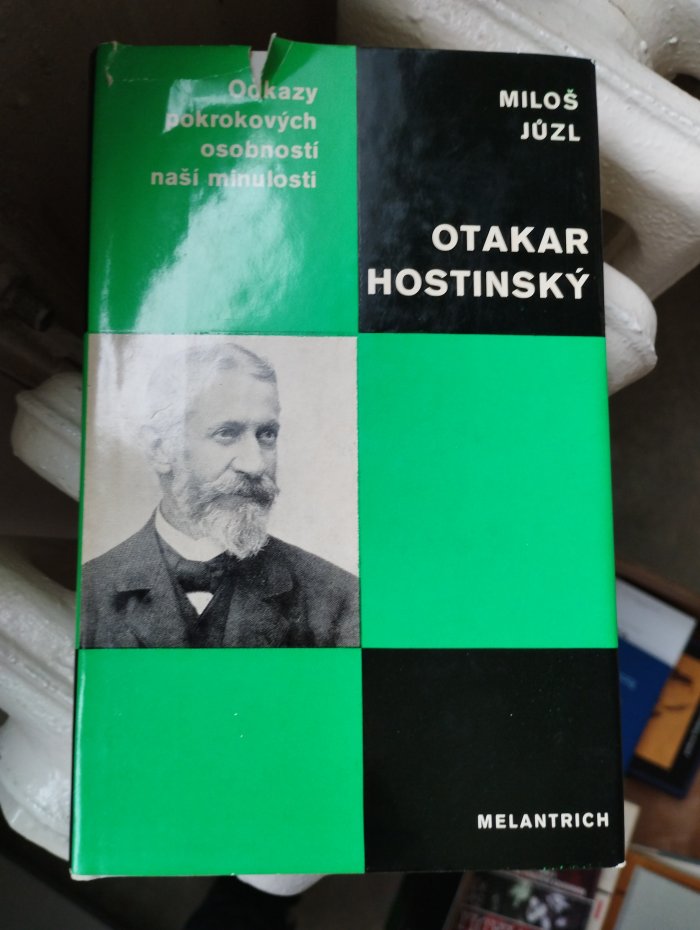 Odkazy
pokrokových
osobností
naší minulosti
MILOŠ
JŮZL
OTAKAR
HOSTINSKÝ
MELANTRICH